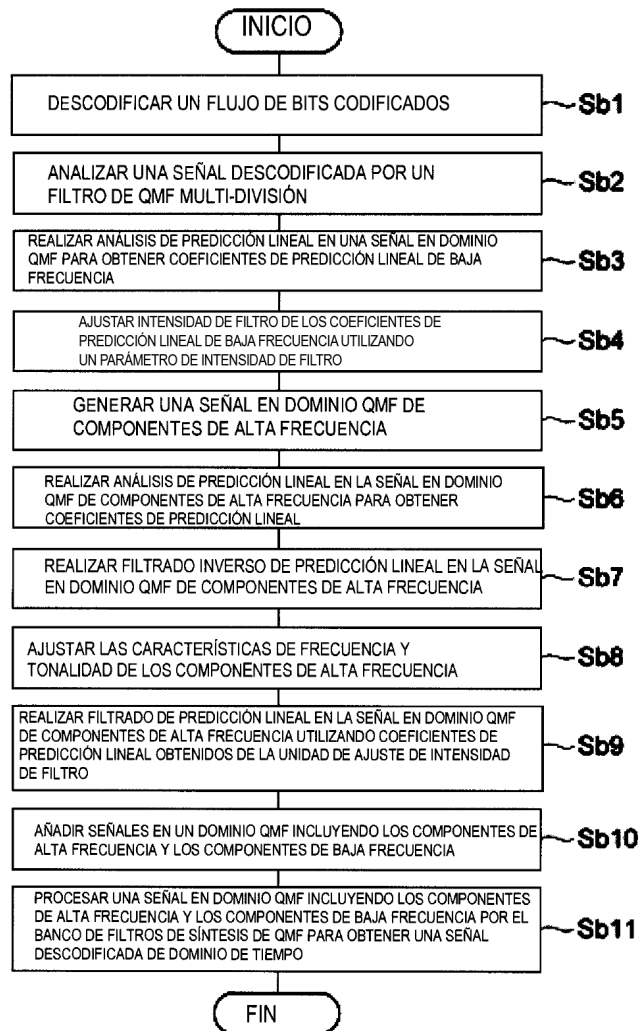 INICIO
DESCODIFICAR UN FLUJO DE BITS CODIFICADOS
Sb1
ANALIZAR UNA SEÑAL DESCODIFICADA POR UN
FILTRO DE QMF MULTI-DIVISIÓN
Sb2
REALIZAR ANÁLISIS DE PREDICCIÓN LINEAL EN UNA SEÑAL EN DOMINIO
QMF PARA OBTENER COEFICIENTES DE PREDICCIÓN LINEAL DE BAJA
FRECUENCIA
Sb3
AJUSTAR INTENSIDAD DE FILTRO DE LOS COEFICIENTES DE
PREDICCIÓN LINEAL DE BAJA FRECUENCIA UTILIZANDO
UN PARÁMETRO DE INTENSIDAD DE FILTRO
Sb4
GENERAR UNA SEÑAL EN DOMINIO QMF DE
COMPONENTES DE ALTA FRECUENCIA
Sb5
REALIZAR ANÁLISIS DE PREDICCIÓN LINEAL EN LA SEÑAL EN DOMINIO
QMF DE COMPONENTES DE ALTA FRECUENCIA PARA OBTENER
COEFICIENTES DE PREDICCIÓN LINEAL
Sb6
REALIZAR FILTRADO INVERSO DE PREDICCIÓN LINEAL EN LA SEÑAL
EN DOMINIO QMF DE COMPONENTES DE ALTA FRECUENCIA
Sb7
AJUSTAR LAS CARACTERÍSTICAS DE FRECUENCIA Y
TONALIDAD DE LOS COMPONENTES DE ALTA FRECUENCIA
Sb8
REALIZAR FILTRADO DE PREDICCIÓN LINEAL EN LA SEÑAL EN DOMINIO QMF
DE COMPONENTES DE ALTA FRECUENCIA UTILIZANDO COEFICIENTES DE
PREDICCIÓN LINEAL OBTENIDOS DE LA UNIDAD DE AJUSTE DE INTENSIDAD
DE FILTRO
Sb9
AÑADIR SEÑALES EN UN DOMINIO QMF INCLUYENDO LOS COMPONENTES DE
ALTA FRECUENCIA Y LOS COMPONENTES DE BAJA FRECUENCIA
Sb10
PROCESAR UNA SEÑAL EN DOMINIO QMF INCLUYENDO LOS COMPONENTES
DE ALTA FRECUENCIA Y LOS COMPONENTES DE BAJA FRECUENCIA POR EL
BANCO DE FILTROS DE SÍNTESIS DE QMF PARA OBTENER UNA SEÑAL
DESCODIFICADA DE DOMINIO DE TIEMPO
Sb11
FIN